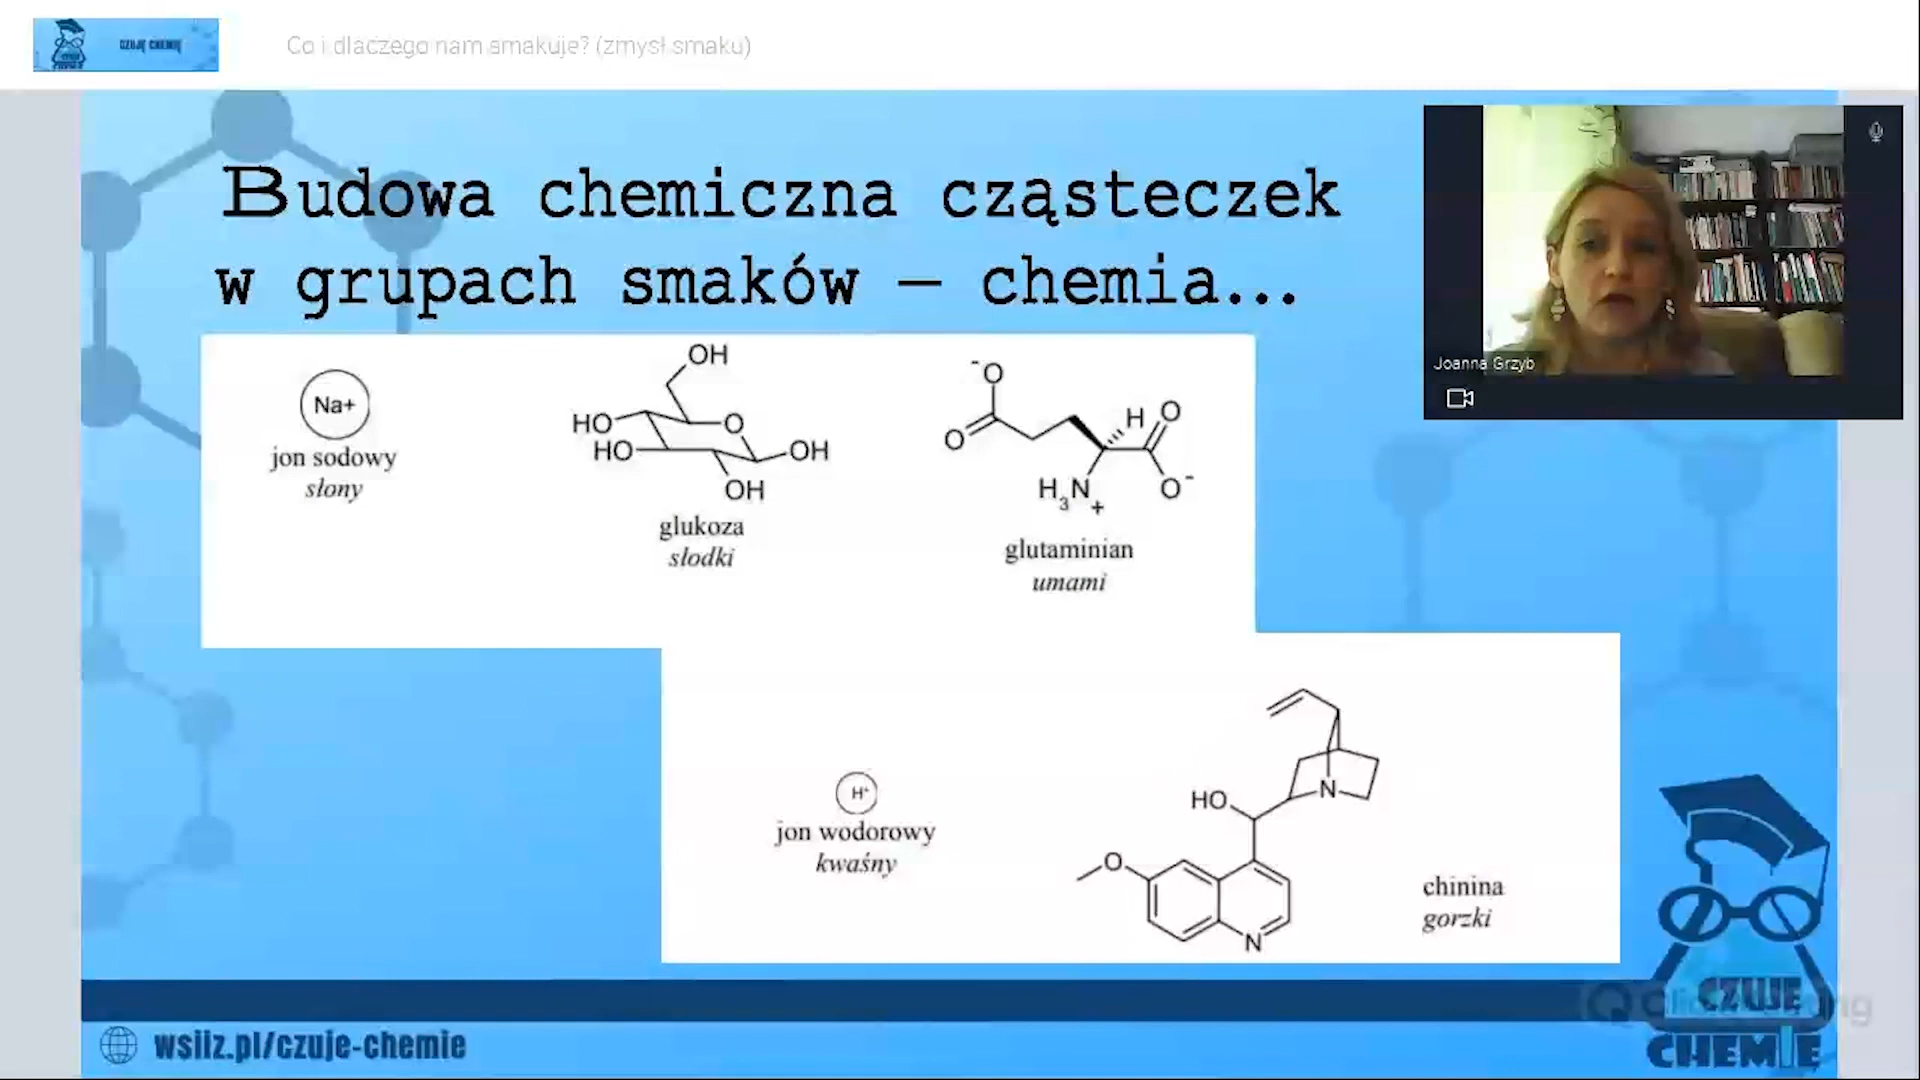 CZUJĘ CHEMIĘ
Co i dlaczego nam smakuje? (zmysł smaku)
Budowa chemiczna cząsteczek
w grupach smaków – chemia...
Joanna Grzyb
Na+
jon sodowy
słony
OH
HO
O
HO
OH
OH
glukoza
słodki
-O
O
H
O
H3N
+
O-
glutaminian
umami
H+
jon wodorowy
kwaśny
HO
N
O
N
chinina
gorzki
wsiiz.pl/czuje-chemie
CZUJE
CHEMIE